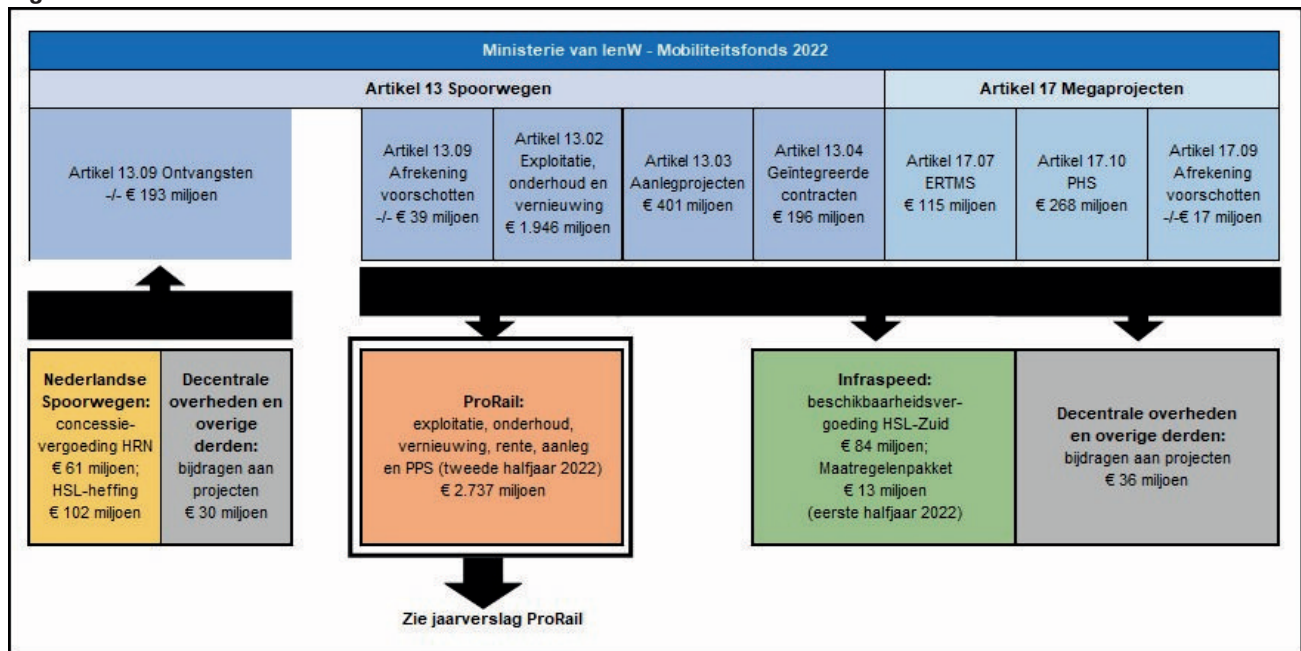 Ministerie van IenW - Mobiliteitsfonds 2022
Artikel 13 Spoorwegen
Artikel 17 Megaprojecten
Artikel 13.09 Ontvangsten
-/- € 193 miljoen
Artikel 13.09
Afrekening
voorschotten
-/- € 39 miljoen
Artikel 13.02
Exploitatie,
onderhoud en
vernieuwing
€ 1.946 miljoen
Artikel 13.03
Aanlegprojecten
€ 401 miljoen
Artikel 13.04
Geïntegreerde
contracten
€ 196 miljoen
Artikel 17.07
ERTMS
€ 115 miljoen
Artikel 17.10
PHS
€ 268 miljoen
Artikel 17.09
Afrekening
voorschotten
-/-€ 17 miljoen
Nederlandse
Spoorwegen:
concessie-
vergoeding HRN
€ 61 miljoen;
HSL-heffing
€ 102 miljoen
Decentrale
overheden en
overige
derden:
bijdragen aan
projecten
€ 30 miljoen
ProRail:
exploitatie, onderhoud,
vernieuwing, rente, aanleg
en PPS (tweede halfjaar 2022)
€ 2.737 miljoen
Infraspeed:
beschikbaarheidsver-
goeding HSL-Zuid
€ 84 miljoen;
Maatregelenpakket
€ 13 miljoen
(eerste halfjaar 2022)
Decentrale overheden
en overige derden:
bijdragen aan projecten
€ 36 miljoen
Zie jaarverslag ProRail